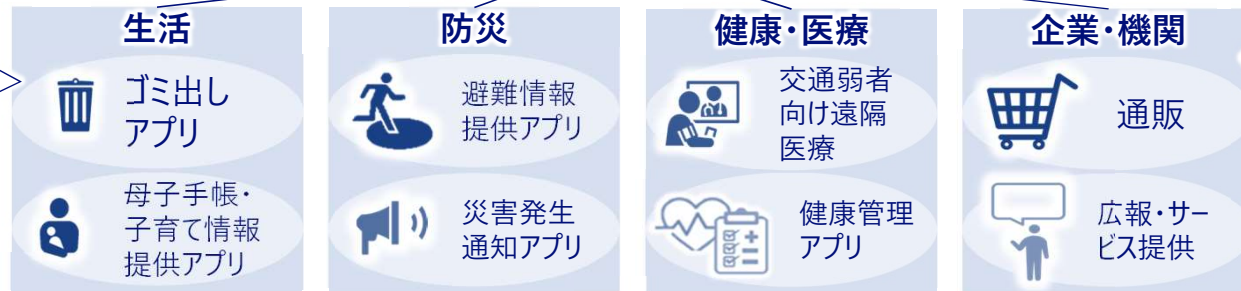 生活
ゴミ出し
アプリ
母子手帳・
子育て情報
提供アプリ
防災
避難情報
提供アプリ
災害発生
通知アプリ
健康・医療
交通弱者
向け遠隔
医療
健康管理
アプリ
企業・機関
通販
広報・サー
ビス提供